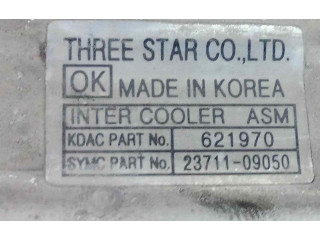 THREE STAR CO.,LTD.
OK MADE IN KOREA
INTER COOLER ASM
KDAC PART No. 621970
SYMC PART No. 23711-09050